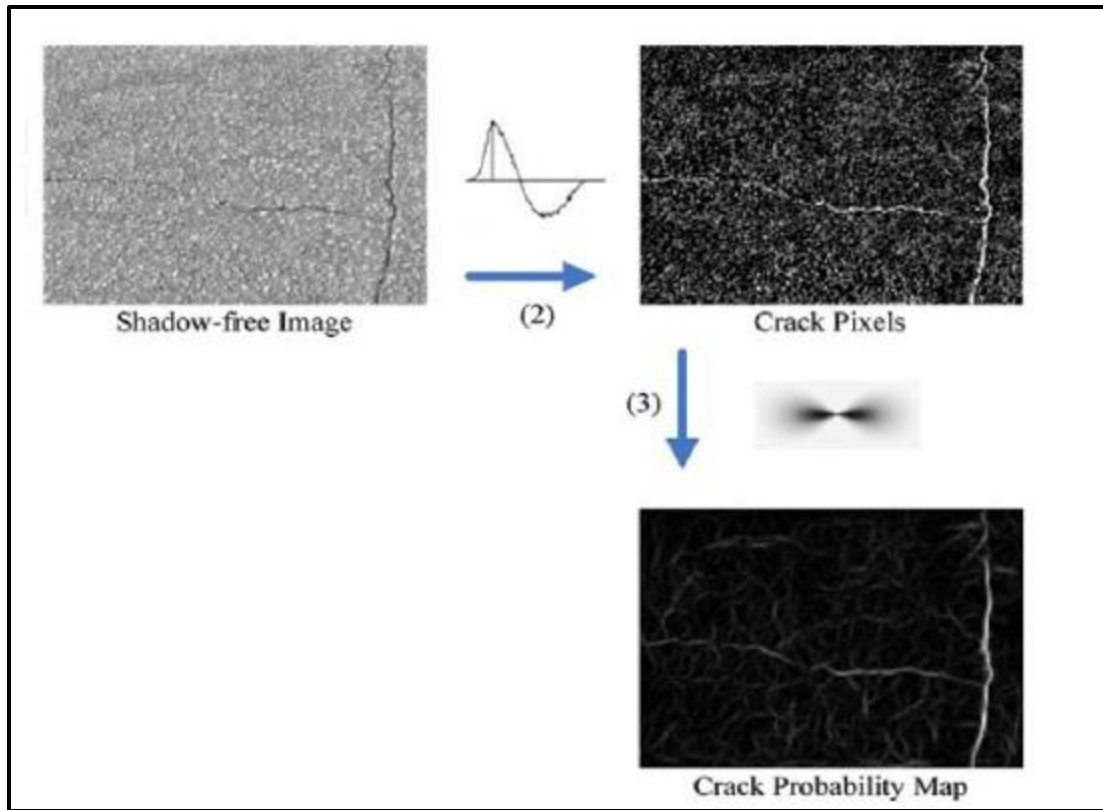 Shadow-free Image
(2)
Crack Pixels
(3)
Crack Probability Map